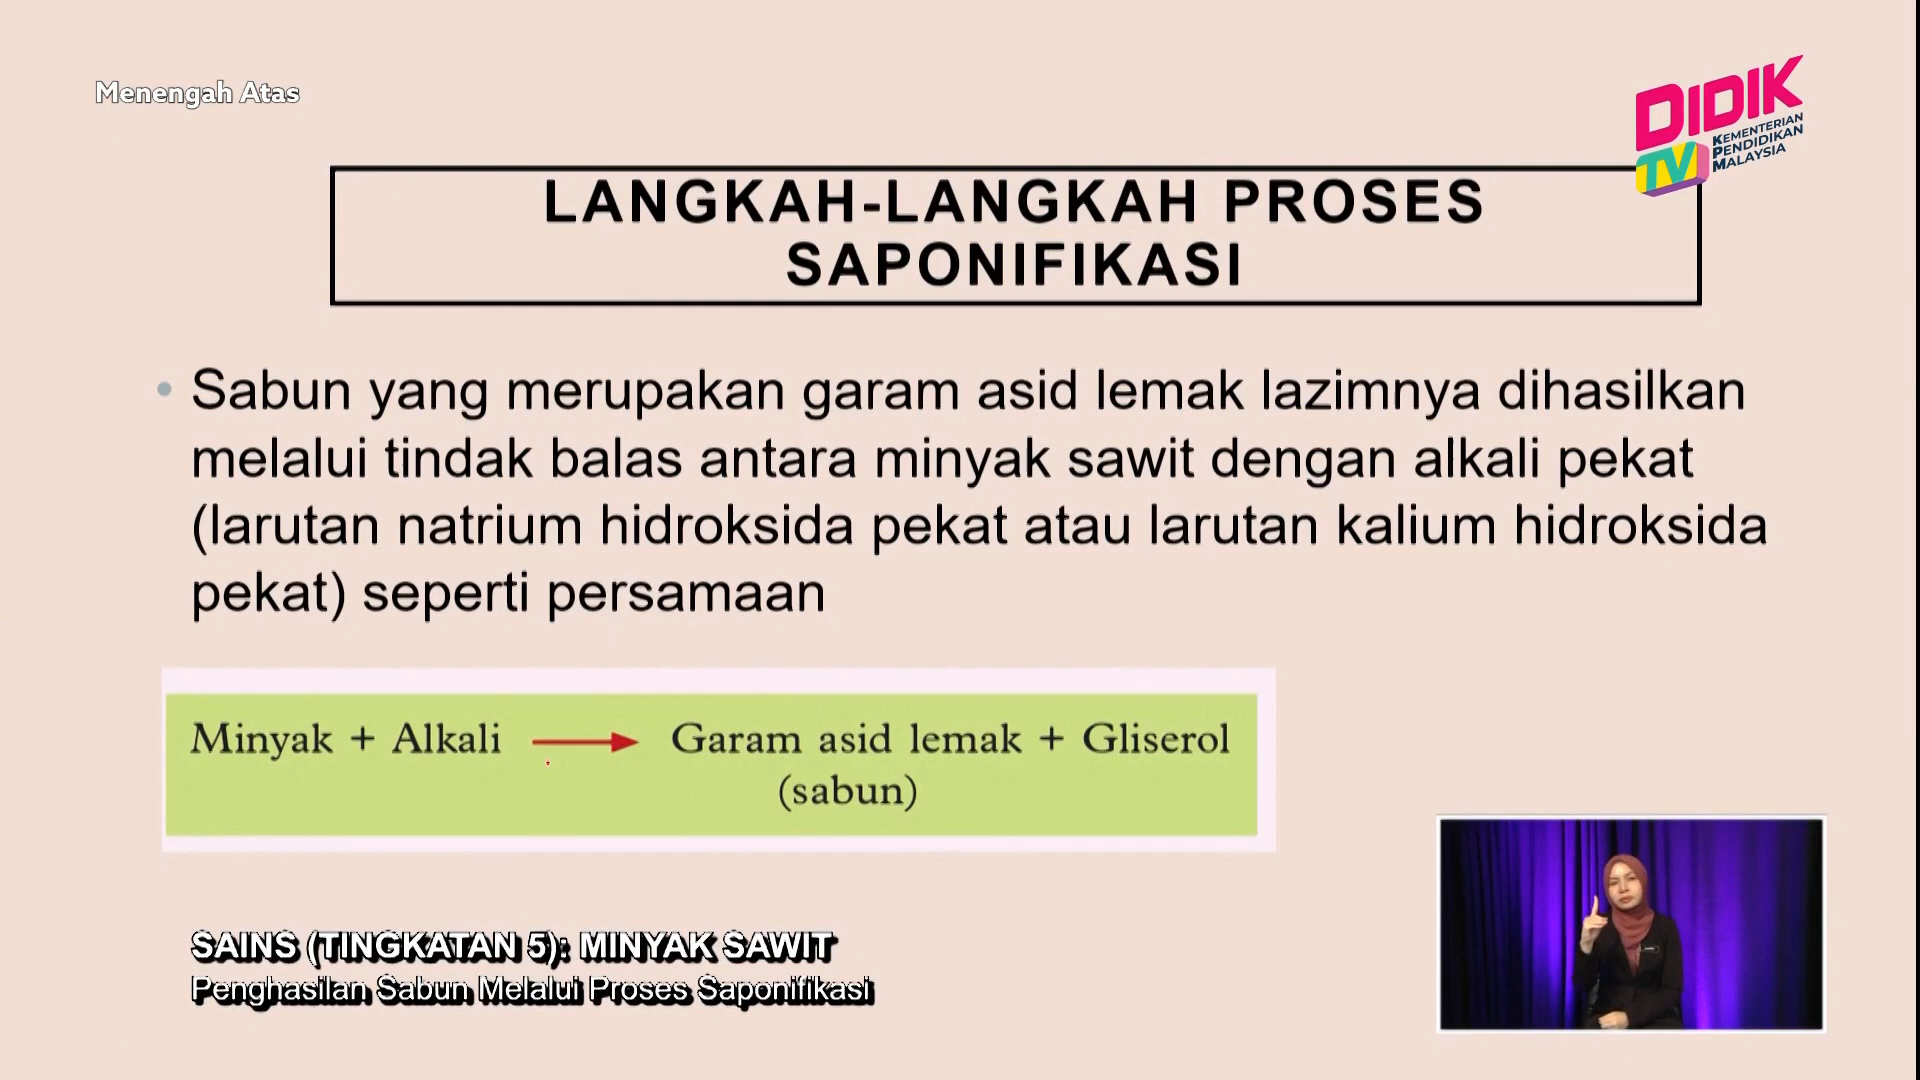 Menengah Atas
DIDIK
TV
KEMENTERIAN
PENDIDIKAN
MALAYSIA
LANGKAH-LANGKAH PROSES
SAPONIFIKASI
• Sabun yang merupakan garam asid lemak lazimnya dihasilkan
melalui tindak balas antara minyak sawit dengan alkali pekat
(larutan natrium hidroksida pekat atau larutan kalium hidroksida
pekat) seperti persamaan
Minyak + Alkali → Garam asid lemak + Gliserol
(sabun)
SAINS (TINGKATAN 5): MINYAK SAWIT
Penghasilan Sabun Melalui Proses Saponifikasi